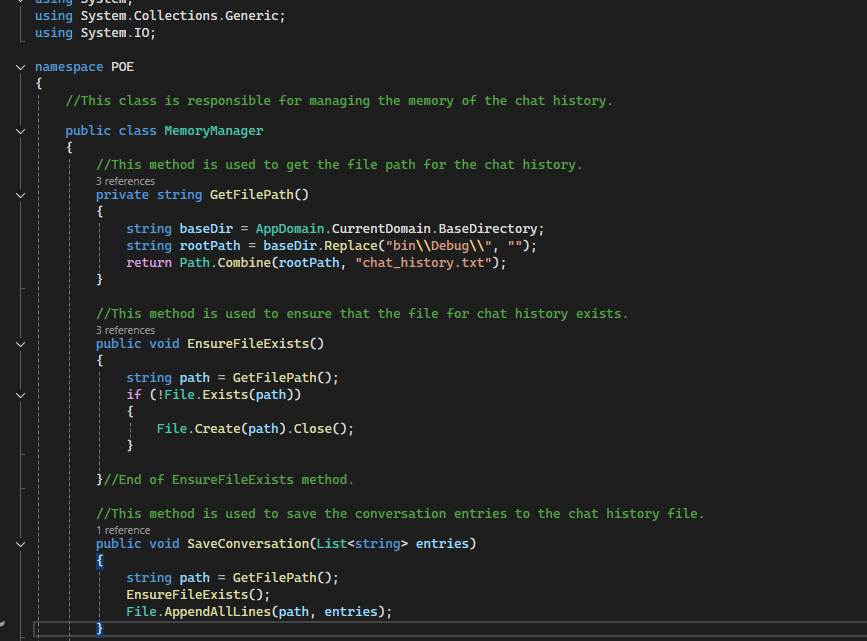 using System;
using System.Collections.Generic;
using System.IO;
namespace POE
{
//This class is responsible for managing the memory of the chat history.
public class MemoryManager
{
//This method is used to get the file path for the chat history.
3 references
private string GetFilePath()
{
string baseDir = AppDomain.CurrentDomain.BaseDirectory;
string rootPath = baseDir.Replace("bin\\Debug\\", "");
return Path.Combine(rootPath, "chat_history.txt");
}
//This method is used to ensure that the file for chat history exists.
3 references
public void EnsureFileExists()
{
string path = GetFilePath();
if (!File.Exists(path))
{
File.Create(path).Close();
}
}//End of EnsureFileExists method.
//This method is used to save the conversation entries to the chat history file.
1 reference
public void SaveConversation(List<string> entries)
{
string path = GetFilePath();
EnsureFileExists();
File.AppendAllLines(path, entries);
}